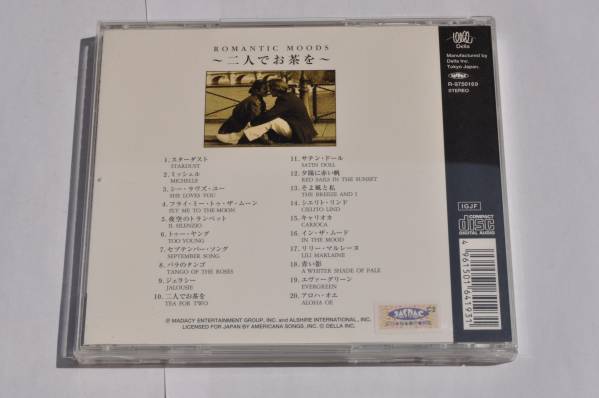 ROMANTIC MOODS
～二人でお茶を～
1.スターダスト
STARDUST
2.ミッシェル
MICHELLE
3.シー・ラヴズ・ユー
SHE LOVES YOU
4.フライ・ミー・トゥ・ザ・ムーン
FLY ME TO THE MOON
5.夜空のトランペット
IL SILENZIO
6.トゥー・ヤング
TOO YOUNG
7.セプテンバー・ソング
SEPTEMBER SONG
8.バラのタンゴ
TANGO OF THE ROSES
9.ジェラシー
JALOUSIE
10.二人でお茶を
TEA FOR TWO
11.サテン・ドール
SATIN DOLL
12.夕陽に赤い帆
RED SAILS IN THE SUNSET
13.そよ風と私
THE BREEZE AND I
14.シエリト・リンド
CIELITO LIND
15.キャリオカ
CARIOCA
16.イン・ザ・ムード
IN THE MOOD
17.リリー・マルレーヌ
LILI MARLAINE
18.青い影
A WHITER SHADE OF PALE
19.エヴァーグリーン
EVERGREEN
20.アロハ・オエ
ALOHA OE
Ⓟ MADACY ENTERTAINMENT GROUP, INC. and ALSHIRE INTERNATIONAL, INC.
LICENSED FOR JAPAN BY AMERICANA SONGS, INC. © DELLA INC.
JASRAC
Della
Manufactured by
Della Inc.
Tokyo Japan.
R-9750169
STEREO
IGJF
COMPACT
disc
DIGITAL AUDIO
4961501641931